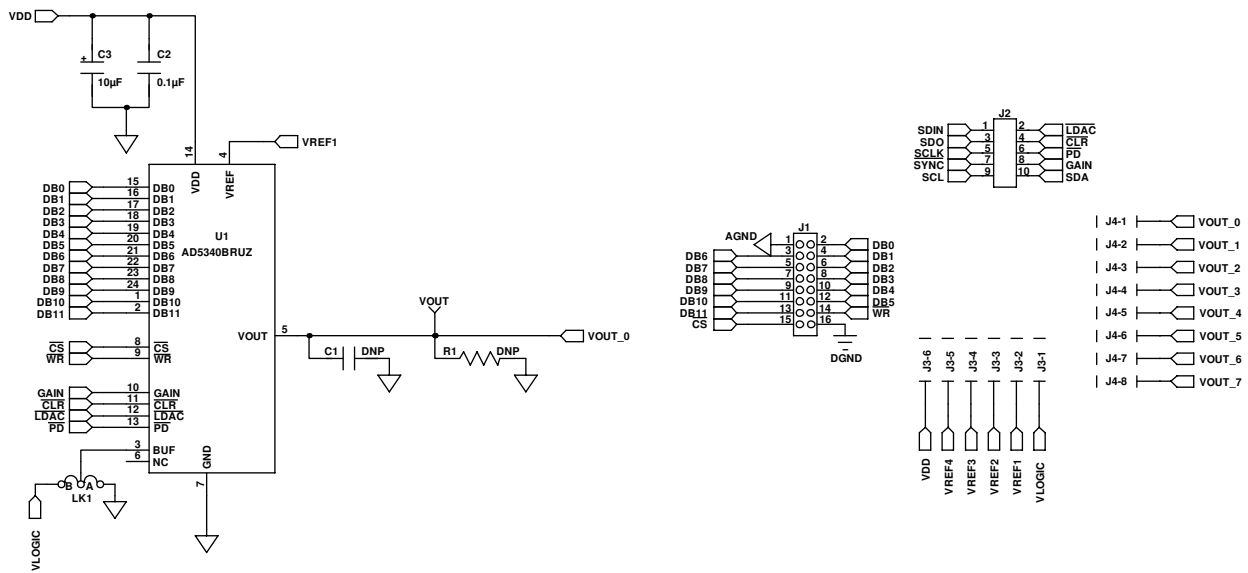 VDD
+ C3
10µF
C2
0.1µF
VREF1
14
4
VDD
VREF
U1
AD5340BRUZ
DB0 15 DB0
DB1 16 DB1
DB2 17 DB2
DB3 18 DB3
DB4 19 DB4
DB5 20 DB5
DB6 21 DB6
DB7 22 DB7
DB8 23 DB8
DB9 24 DB9
DB10 1 DB10
DB11 2 DB11
CS 8 CS
WR 9 WR
GAIN 10 GAIN
CLR 11 CLR
LDAC 12 LDAC
PD 13 PD
3 BUF
6 NC
GND
7
B A
LK1
VLOGIC
VOUT 5
VOUT
VOUT_0
C1 DNP
R1 DNP
J1
AGND 1 2 DB0
DB6 3 4 DB1
DB7 5 6 DB2
DB8 7 8 DB3
DB9 9 10 DB4
DB10 11 12 DB5
DB11 13 14 WR
CS 15 16
DGND
J2
SDIN 1 2 LDAC
SDO 3 4 CLR
SCLK 5 6 PD
SYNC 7 8 GAIN
SCL 9 10 SDA
J4-1 VOUT_0
J4-2 VOUT_1
J4-3 VOUT_2
J4-4 VOUT_3
J4-5 VOUT_4
J4-6 VOUT_5
J4-7 VOUT_6
J4-8 VOUT_7
J3-6 VDD
J3-5 VREF4
J3-4 VREF3
J3-3 VREF2
J3-2 VREF1
J3-1 VLOGIC